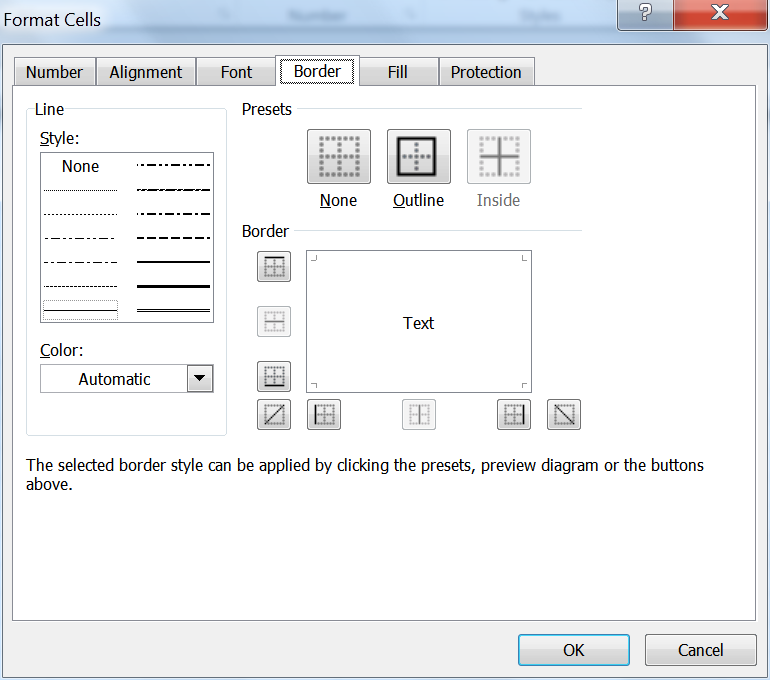 Number
Styles
Format Cells
?
Number Alignment Font Border Fill Protection
Line
Style:
None
Color:
Automatic
Presets
None Outline Inside
Border
Text
The selected border style can be applied by clicking the presets, preview diagram or the buttons
above.
OK Cancel